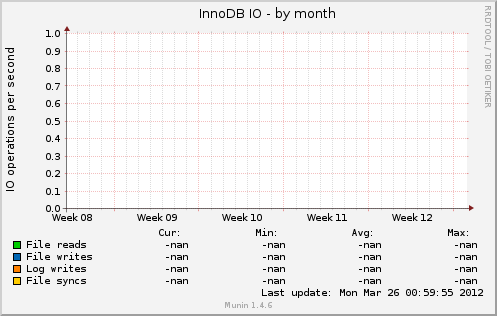 InnoDB IO - by month
RRDTOOL / TOBI OETIKER
IO operations per second
1.0
0.9
0.8
0.7
0.6
0.5
0.4
0.3
0.2
0.1
0.0
Week 08 Week 09 Week 10 Week 11 Week 12
Cur: Min: Avg: Max:
File reads -nan -nan -nan -nan
File writes -nan -nan -nan -nan
Log writes -nan -nan -nan -nan
File syncs -nan -nan -nan -nan
Last update: Mon Mar 26 00:59:55 2012
Munin 1.4.6